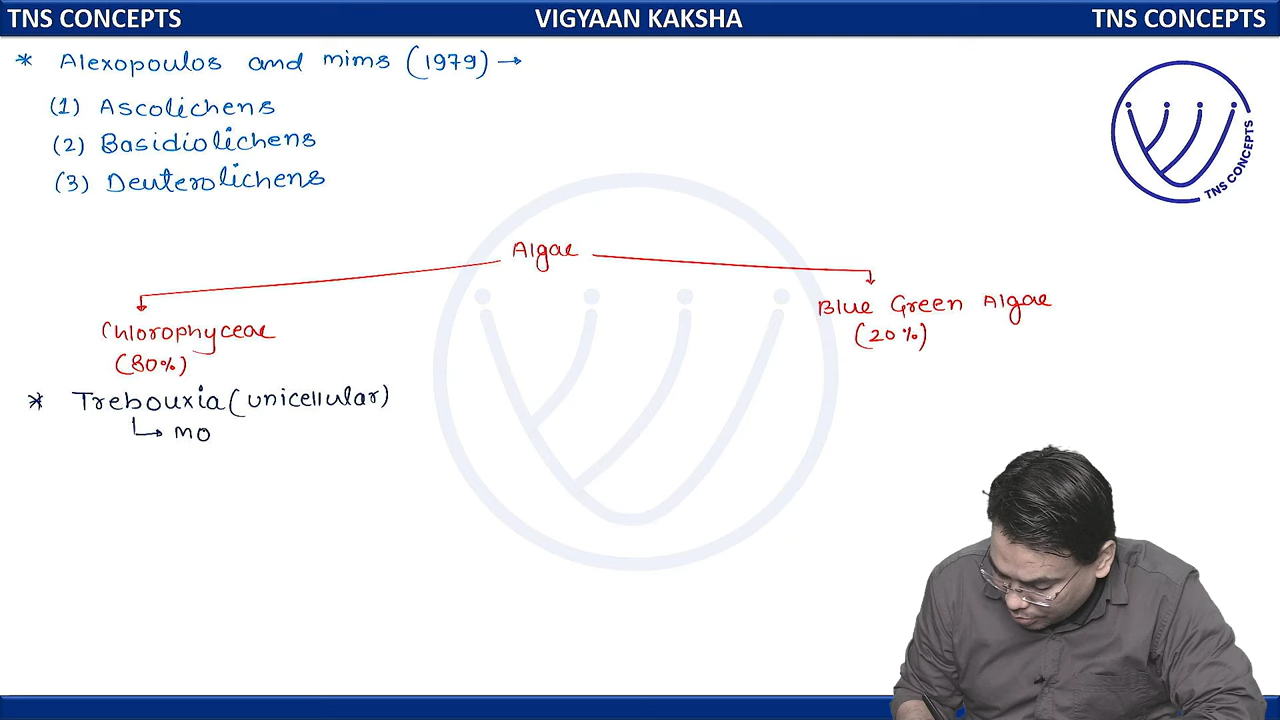 TNS CONCEPTS VIGYAAN KAKSHA TNS CONCEPTS
* Alexopoulos and mims (1979) →
(1) Ascolichens
(2) Basidiolichens
(3) Deuterolichens
TNS CONCEPTS
Algae
Chlorophyceae
(80%)
Blue Green Algae
(20%)
* Trebouxia (unicellular)
↳ mo